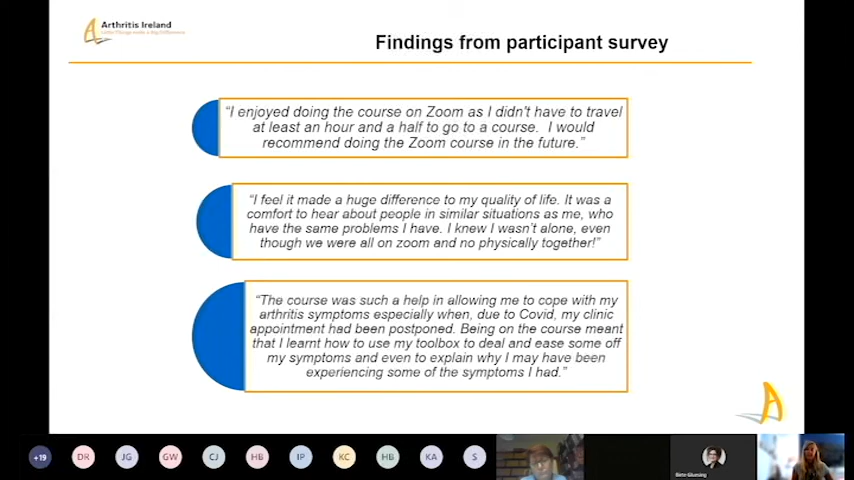 Arthritis Ireland
Findings from participant survey
“I enjoyed doing the course on Zoom as I didn't have to travel
at least an hour and a half to go to a course. I would
recommend doing the Zoom course in the future.”
“I feel it made a huge difference to my quality of life. It was a
comfort to hear about people in similar situations as me, who
have the same problems I have. I knew I wasn’t alone, even
though we were all on zoom and no physically together!”
“The course was such a help in allowing me to cope with my
arthritis symptoms especially when, due to Covid, my clinic
appointment had been postponed. Being on the course meant
that I learnt how to use my toolbox to deal and ease some off
my symptoms and even to explain why I may have been
experiencing some of the symptoms I had.”
+19 DR JG GW CJ HB IP KC HB KA S